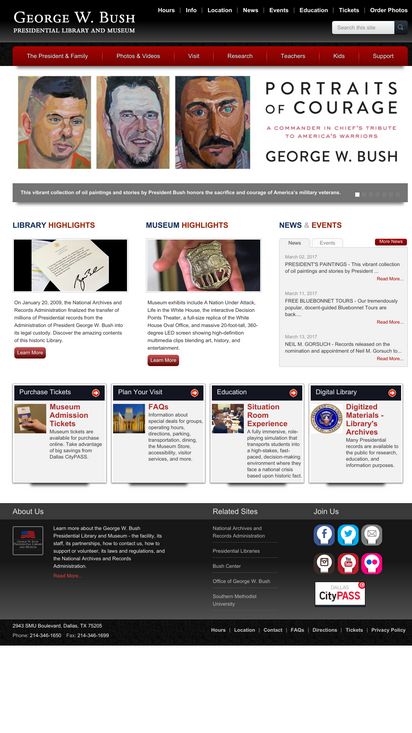 Hours | Info | Location | News | Events | Education | Tickets | Order Photos
GEORGE W. BUSH
PRESIDENTIAL LIBRARY AND MUSEUM
Search this site
The President & Family
Photos & Videos
Visit
Research
Teachers
Kids
Support
PORTRAITS
OF COURAGE
A COMMANDER IN CHIEF'S TRIBUTE
TO AMERICA'S WARRIORS
GEORGE W. BUSH
This vibrant collection of oil paintings and stories by President Bush honors the sacrifice and courage of America's military veterans.
LIBRARY HIGHLIGHTS
On January 20, 2009, the National Archives and
Records Administration finalized the transfer of
millions of Presidential records from the
Administration of President George W. Bush into
its legal custody. Discover the amazing contents
of this historic Library.
Learn More
MUSEUM HIGHLIGHTS
Museum exhibits include A Nation Under Attack,
Life in the White House, the interactive Decision
Points Theater, a full-size replica of the White
House Oval Office, and massive 20-foot-tall, 360-
degree LED screen showing high-definition
multimedia clips blending art, history, and
entertainment.
Learn More
NEWS & EVENTS
News
Events
More News
March 02, 2017
PRESIDENT'S PAINTINGS - This vibrant collection
of oil paintings and stories by President ...
Read More...
March 11, 2017
FREE BLUEBONNET TOURS - Our tremendously
popular, docent-guided Bluebonnet Tours are
back....
Read More...
March 13, 2017
NEIL M. GORSUCH - Records released on the
nomination and appointment of Neil M. Gorsuch to...
Read More...
Purchase Tickets
Museum
Admission
Tickets
Museum tickets are
available for purchase
online. Take advantage
of big savings from
Dallas CityPASS.
Plan Your Visit
FAQs
Information about
special deals for groups,
operating hours,
directions, parking,
transportation, dining,
the Museum Store,
accessibility, visitor
services, and more.
Education
Situation
Room
Experience
A fully immersive, role-
playing simulation that
transports students into
a high-stakes, fast-
paced, decision-making
environment where they
face a national crisis
based upon historic fact.
Digital Library
Digitized
Materials -
Library's
Archives
Many Presidential
records are available to
the public for research,
education, and
information purposes.
About Us
Learn more about the George W. Bush
Presidential Library and Museum - the facility, its
staff, its partnerships, how to contact us, how to
support or volunteer, its laws and regulations, and
the National Archives and Records
Administration.
Read More...
Related Sites
National Archives and
Records Administration
Presidential Libraries
Bush Center
Office of George W. Bush
Southern Methodist
University
Join Us
DALLAS
CityPASS
2943 SMU Boulevard, Dallas, TX 75205
Phone: 214-346-1650 Fax: 214-346-1699
Hours | Location | Contact | FAQs | Directions | Tickets | Privacy Policy